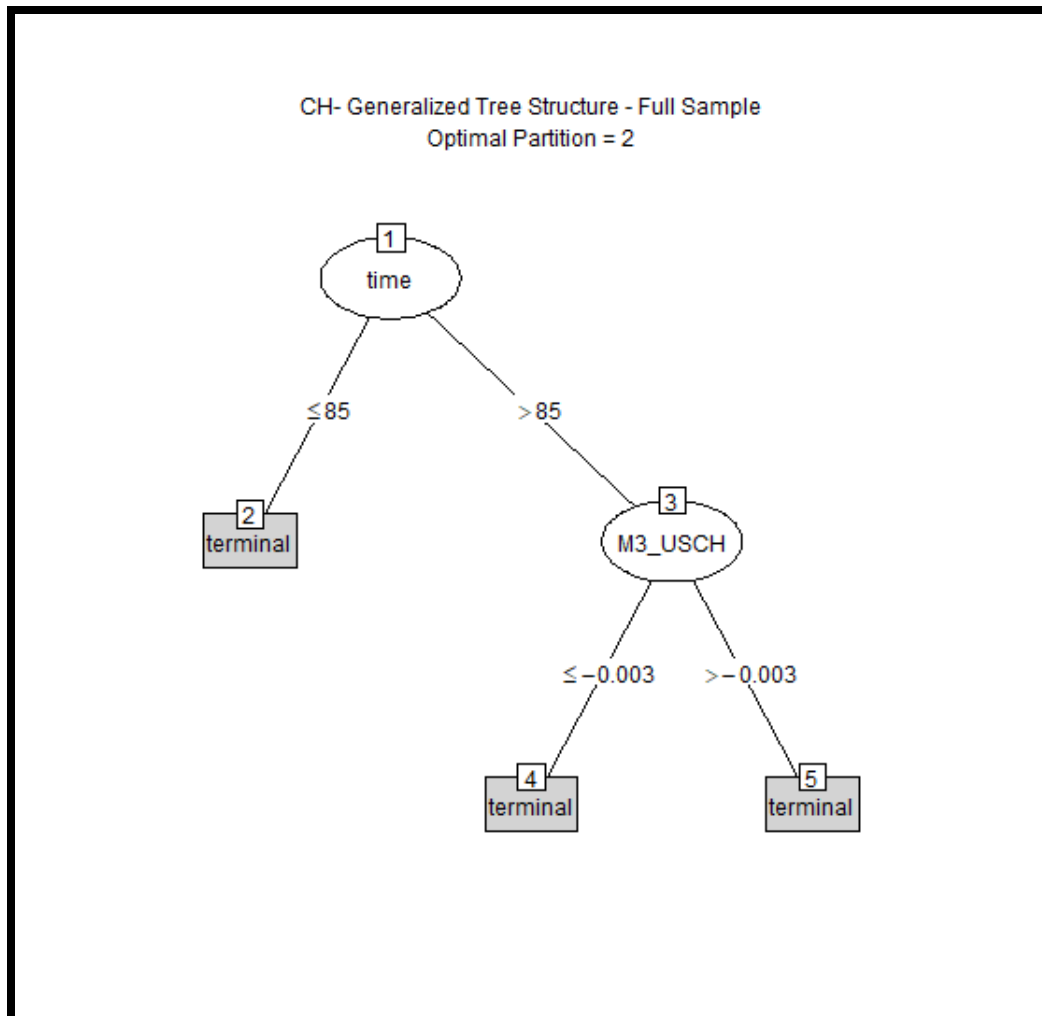 CH- Generalized Tree Structure - Full Sample
Optimal Partition = 2
1
time
≤85
>85
2
terminal
3
M3_USCH
≤−0.003
>−0.003
4
terminal
5
terminal